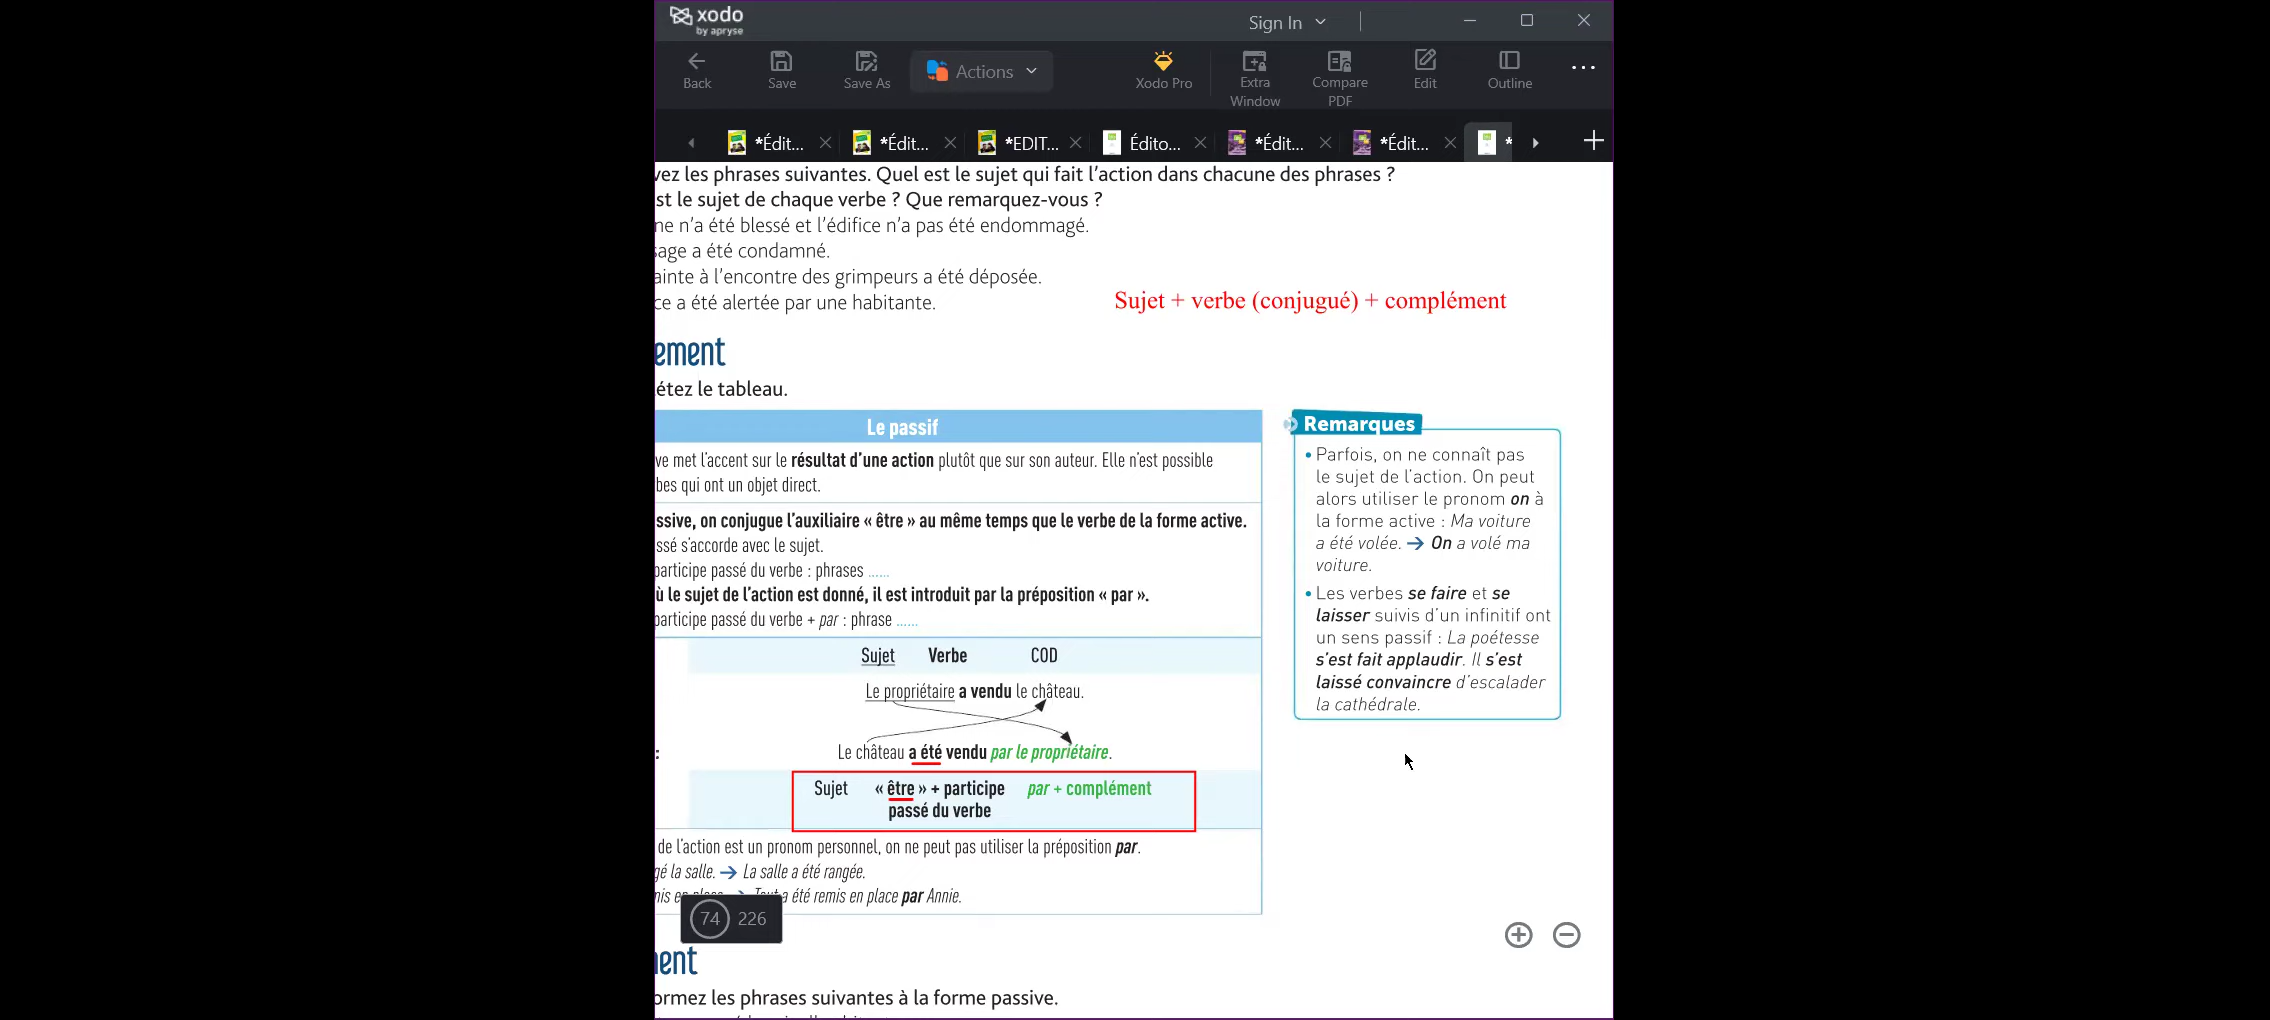 xodo
by apryse
Sign In
Back
Save
Save As
Actions
Xodo Pro
Extra
Window
Compare
PDF
Edit
Outline
*Édit...
*Édit...
*EDIT...
Édito...
*Édit...
*Édit...
*
vez les phrases suivantes. Quel est le sujet qui fait l'action dans chacune des phrases ?
st le sujet de chaque verbe ? Que remarquez-vous ?
ne n'a été blessé et l'édifice n'a pas été endommagé.
sage a été condamné.
ainte à l'encontre des grimpeurs a été déposée.
ce a été alertée par une habitante.
Sujet + verbe (conjugué) + complément
ement
étez le tableau.
Le passif
ve met l'accent sur le résultat d'une action plutôt que sur son auteur. Elle n'est possible
bes qui ont un objet direct.
ssive, on conjugue l'auxiliaire « être » au même temps que le verbe de la forme active.
ssé s'accorde avec le sujet.
participe passé du verbe : phrases ......
ù le sujet de l'action est donné, il est introduit par la préposition « par ».
participe passé du verbe + par : phrase ......
Sujet Verbe COD
Le propriétaire a vendu le château.
: Le château a été vendu par le propriétaire.
Sujet « être » + participe par + complément
passé du verbe
de l'action est un pronom personnel, on ne peut pas utiliser la préposition par.
gé la salle. → La salle a été rangée.
mis en place. → Tout a été remis en place par Annie.
Remarques
• Parfois, on ne connaît pas
le sujet de l'action. On peut
alors utiliser le pronom on à
la forme active : Ma voiture
a été volée. → On a volé ma
voiture.
• Les verbes se faire et se
laisser suivis d'un infinitif ont
un sens passif : La poétesse
s'est fait applaudir. Il s'est
laissé convaincre d'escalader
la cathédrale.
74 226
ent
ormez les phrases suivantes à la forme passive.